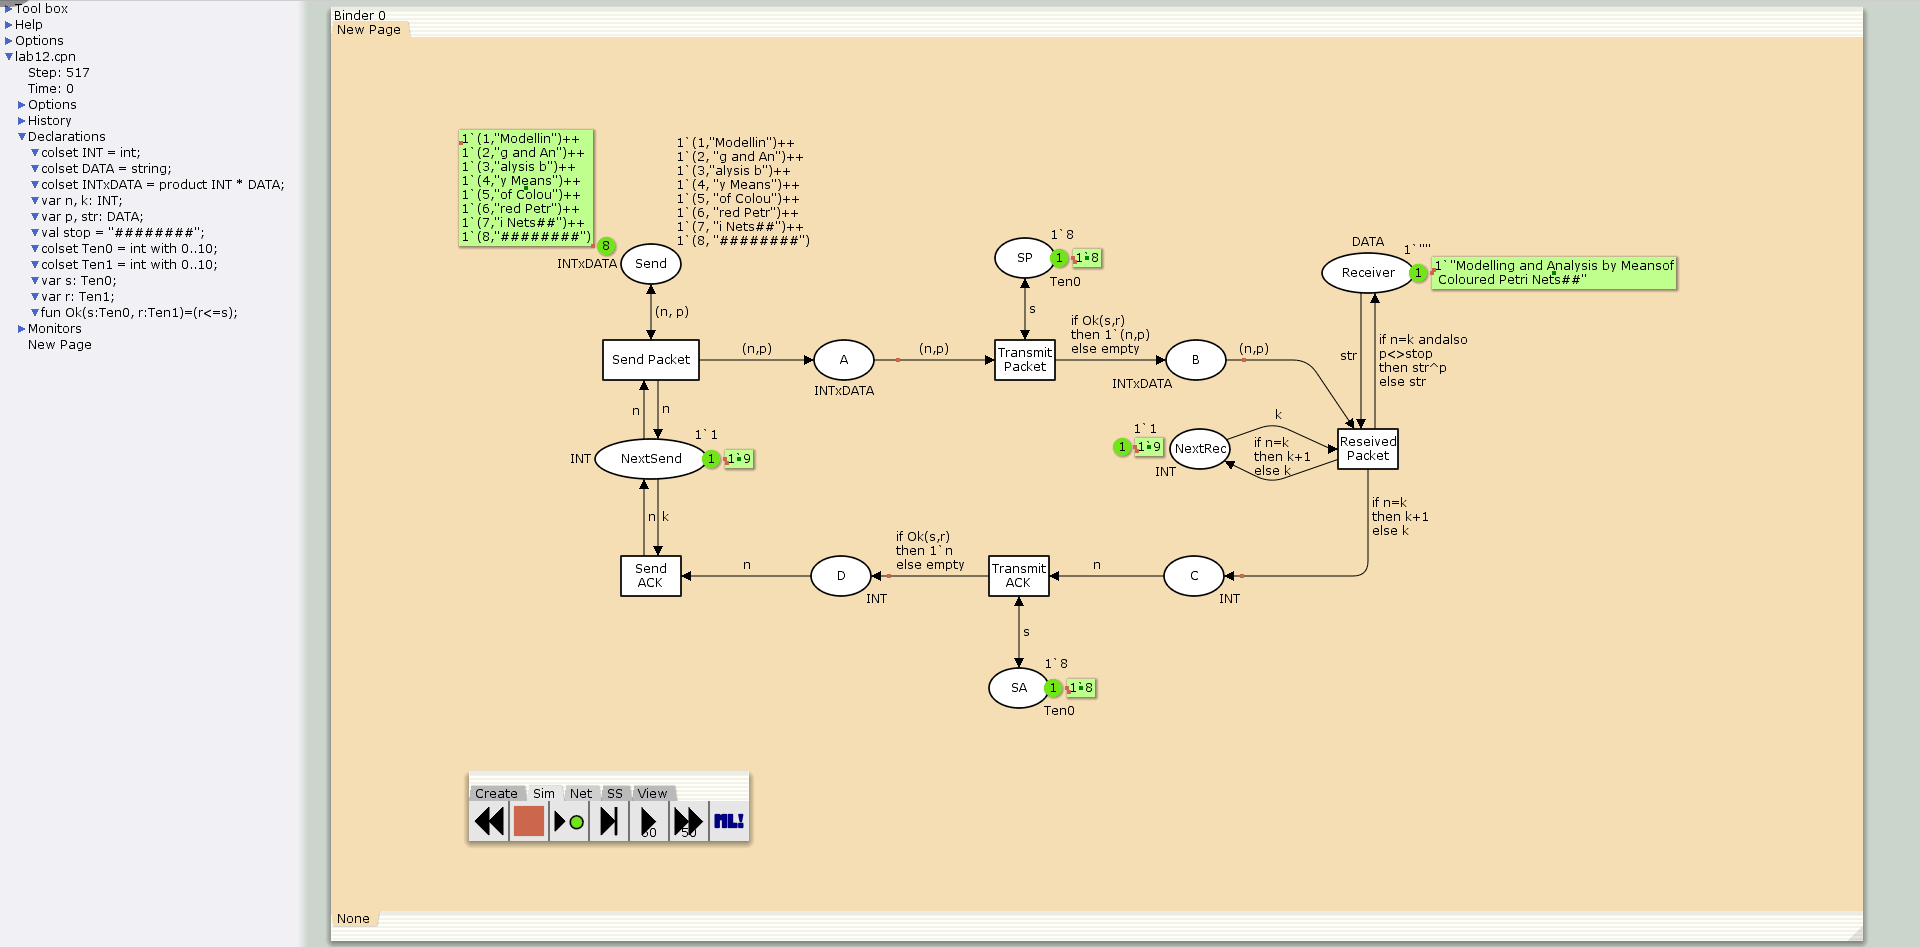 Tool box
Help
Options
lab12.cpn
Step: 517
Time: 0
Options
History
Declarations
colset INT = int;
colset DATA = string;
colset INTxDATA = product INT * DATA;
var n, k: INT;
var p, str: DATA;
val stop = "########";
colset Ten0 = int with 0..10;
colset Ten1 = int with 0..10;
var s: Ten0;
var r: Ten1;
fun Ok(s:Ten0, r:Ten1)=(r<=s);
Monitors
New Page
Binder 0
New Page
1`(1,"Modellin")++
1`(2,"g and An")++
1`(3,"alysis b")++
1`(4,"y Means")++
1`(5,"of Colou")++
1`(6,"red Petr")++
1`(7,"i Nets##")++
1`(8,"########")
1`(1,"Modellin")++
1`(2, "g and An")++
1`(3,"alysis b")++
1`(4, "y Means")++
1`(5, "of Colou")++
1`(6, "red Petr")++
1`(7, "i Nets##")++
1`(8, "########")
8
INTxDATA
Send
(n, p)
Send Packet
(n,p)
A
INTxDATA
(n,p)
1`8
SP
1
1`8
Ten0
s
Transmit
Packet
if Ok(s,r)
then 1`(n,p)
else empty
B
INTxDATA
(n,p)
DATA
1`""
Receiver
1
1`"Modelling and Analysis by Meansof
Coloured Petri Nets##"
str
if n=k andalso
p<>stop
then str^p
else str
n
n
1`1
INT
NextSend
1
1`9
1`1
1
1`9
NextRec
INT
k
if n=k
then k+1
else k
Reseived
Packet
if n=k
then k+1
else k
n
k
Send
ACK
n
D
INT
if Ok(s,r)
then 1`n
else empty
Transmit
ACK
n
C
INT
s
1`8
SA
1
1`8
Ten0
Create
Sim
Net
SS
View
50
50
ML!
None